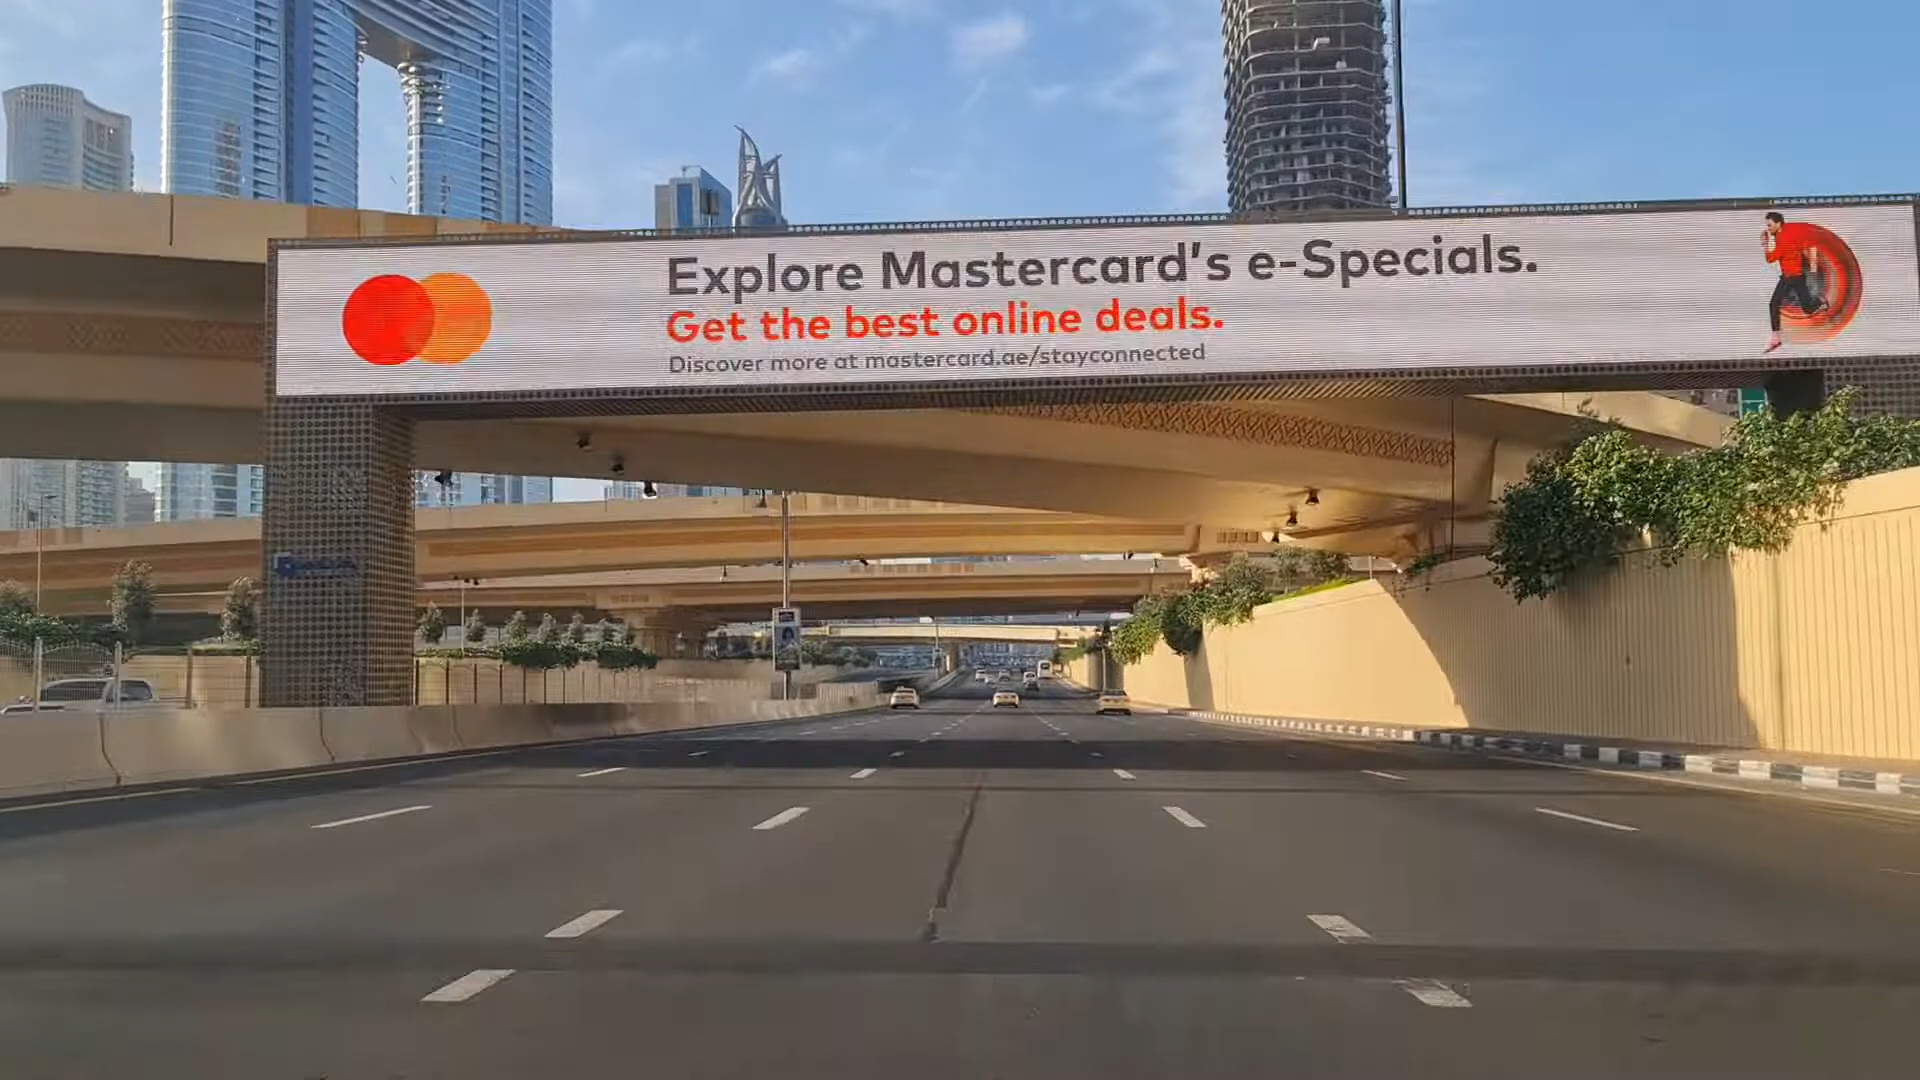 Explore Mastercard's e-Specials.
Get the best online deals.
Discover more at mastercard.ae/stayconnected